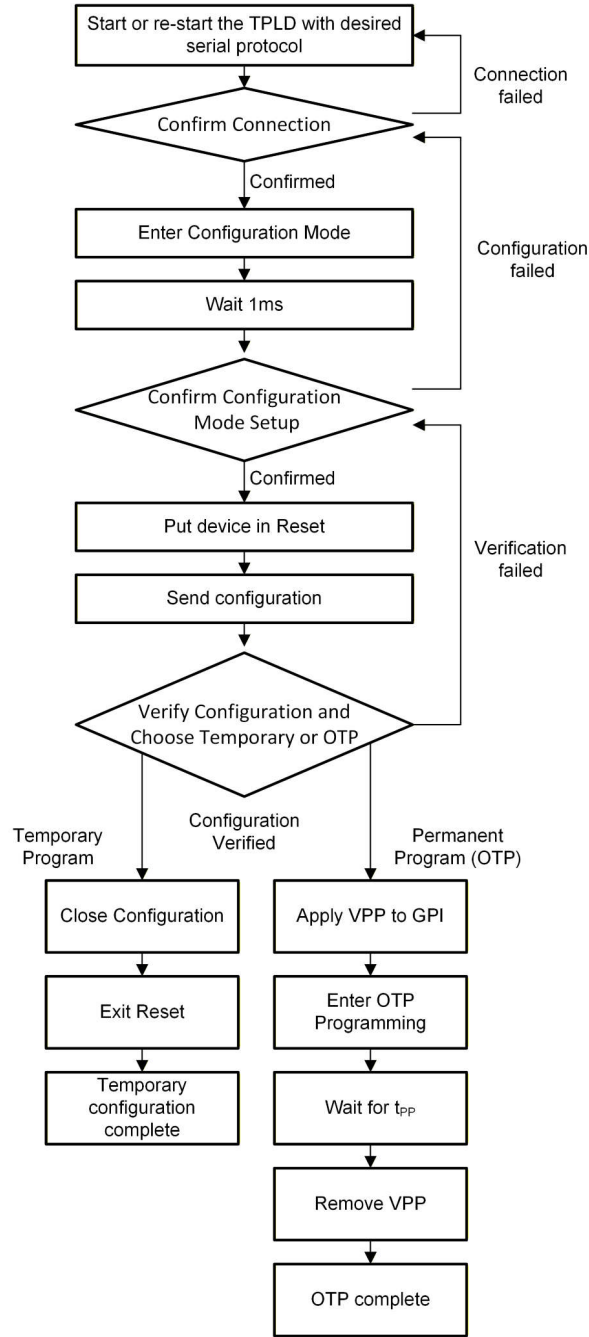 Start or re-start the TPLD with desired
serial protocol
Connection
failed
Confirm Connection
Confirmed
Enter Configuration Mode
Configuration
failed
Wait 1ms
Confirm Configuration
Mode Setup
Confirmed
Put device in Reset
Verification
failed
Send configuration
Verify Configuration and
Choose Temporary or OTP
Configuration
Verified
Temporary
Program
Permanent
Program (OTP)
Close Configuration
Apply VPP to GPI
Exit Reset
Enter OTP
Programming
Temporary
configuration
complete
Wait for tPP
Remove VPP
OTP complete